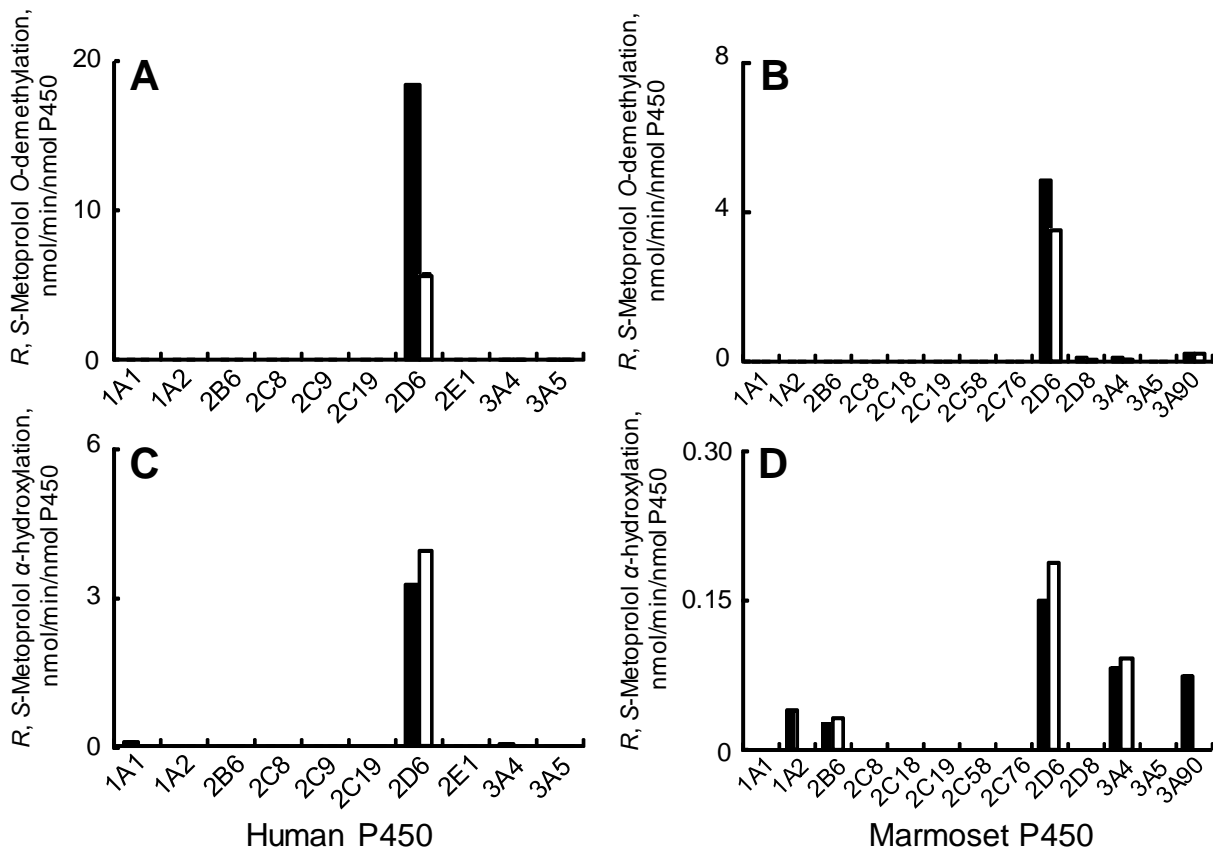 R, S-Metoprolol O-demethylation,
nmol/min/nmol P450
20
10
0
A
1A1 1A2 2B6 2C8 2C9 2C19 2D6 2E1 3A4 3A5
R, S-Metoprolol O-demethylation,
nmol/min/nmol P450
8
4
0
B
1A1 1A2 2B6 2C8 2C18 2C19 2C58 2C76 2D6 2D8 3A4 3A5 3A90
R, S-Metoprolol α-hydroxylation,
nmol/min/nmol P450
6
3
0
C
1A1 1A2 2B6 2C8 2C9 2C19 2D6 2E1 3A4 3A5
Human P450
R, S-Metoprolol α-hydroxylation,
nmol/min/nmol P450
0.30
0.15
0
D
1A1 1A2 2B6 2C8 2C18 2C19 2C58 2C76 2D6 2D8 3A4 3A5 3A90
Marmoset P450